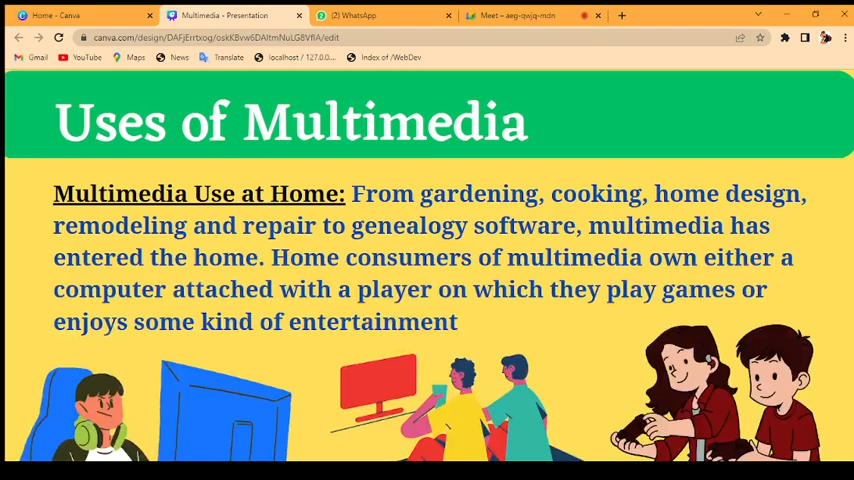 Home - Canva
Multimedia - Presentation
(2) WhatsApp
Meet – aeg-qwjq-mdn
canva.com/design/DAFjErrtxog/oskKBvw6DAltmNuLG8VflA/edit
Gmail
YouTube
Maps
News
Translate
localhost / 127.0.0...
Index of /WebDev
Uses of Multimedia
Multimedia Use at Home: From gardening, cooking, home design,
remodeling and repair to genealogy software, multimedia has
entered the home. Home consumers of multimedia own either a
computer attached with a player on which they play games or
enjoys some kind of entertainment